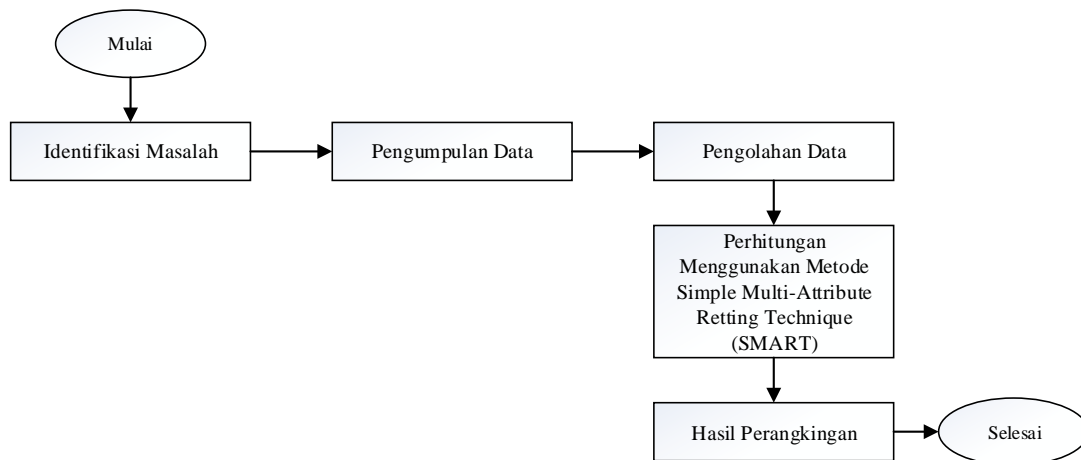 Mulai
Identifikasi Masalah
Pengumpulan Data
Pengolahan Data
Perhitungan
Menggunakan Metode
Simple Multi-Attribute
Retting Technique
(SMART)
Hasil Perangkingan
Selesai